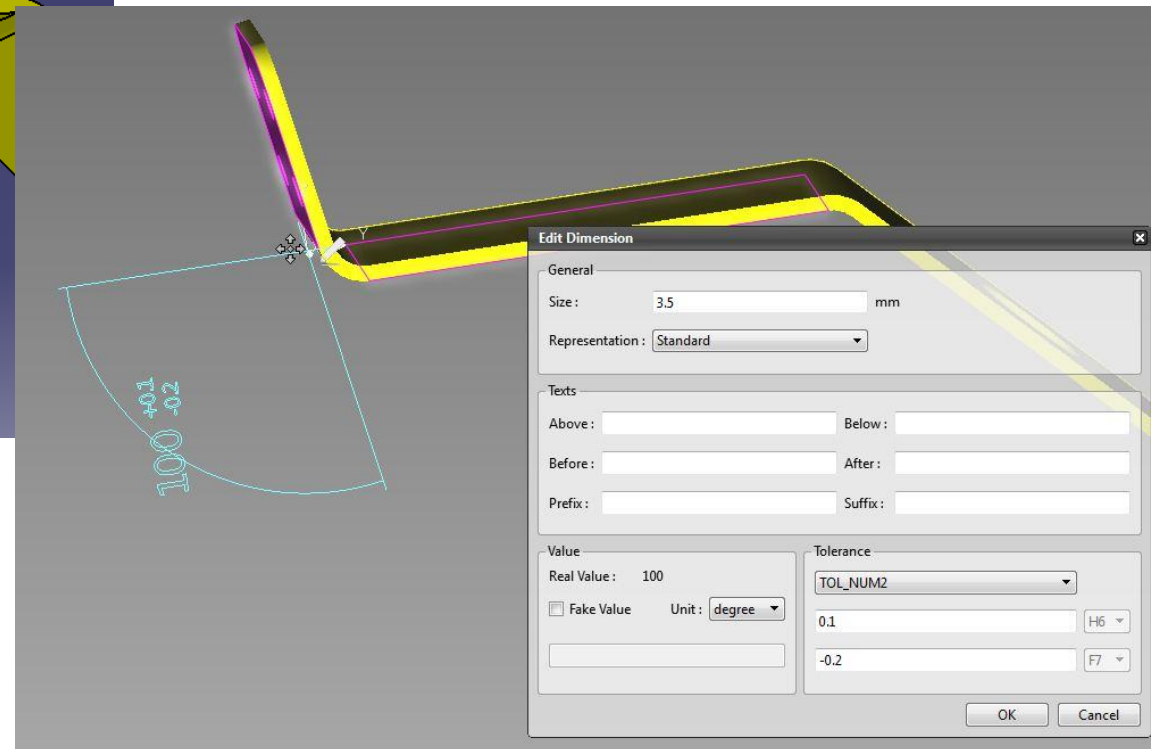 Y
Edit Dimension
General
Size : 3.5 mm
Representation : Standard
Texts
Above : Below :
Before : After :
Prefix : Suffix :
Value
Real Value : 100
Fake Value Unit : degree
Tolerance
TOL_NUM2
0.1 H6
-0.2 F7
OK Cancel
100 +0.1 -0.2